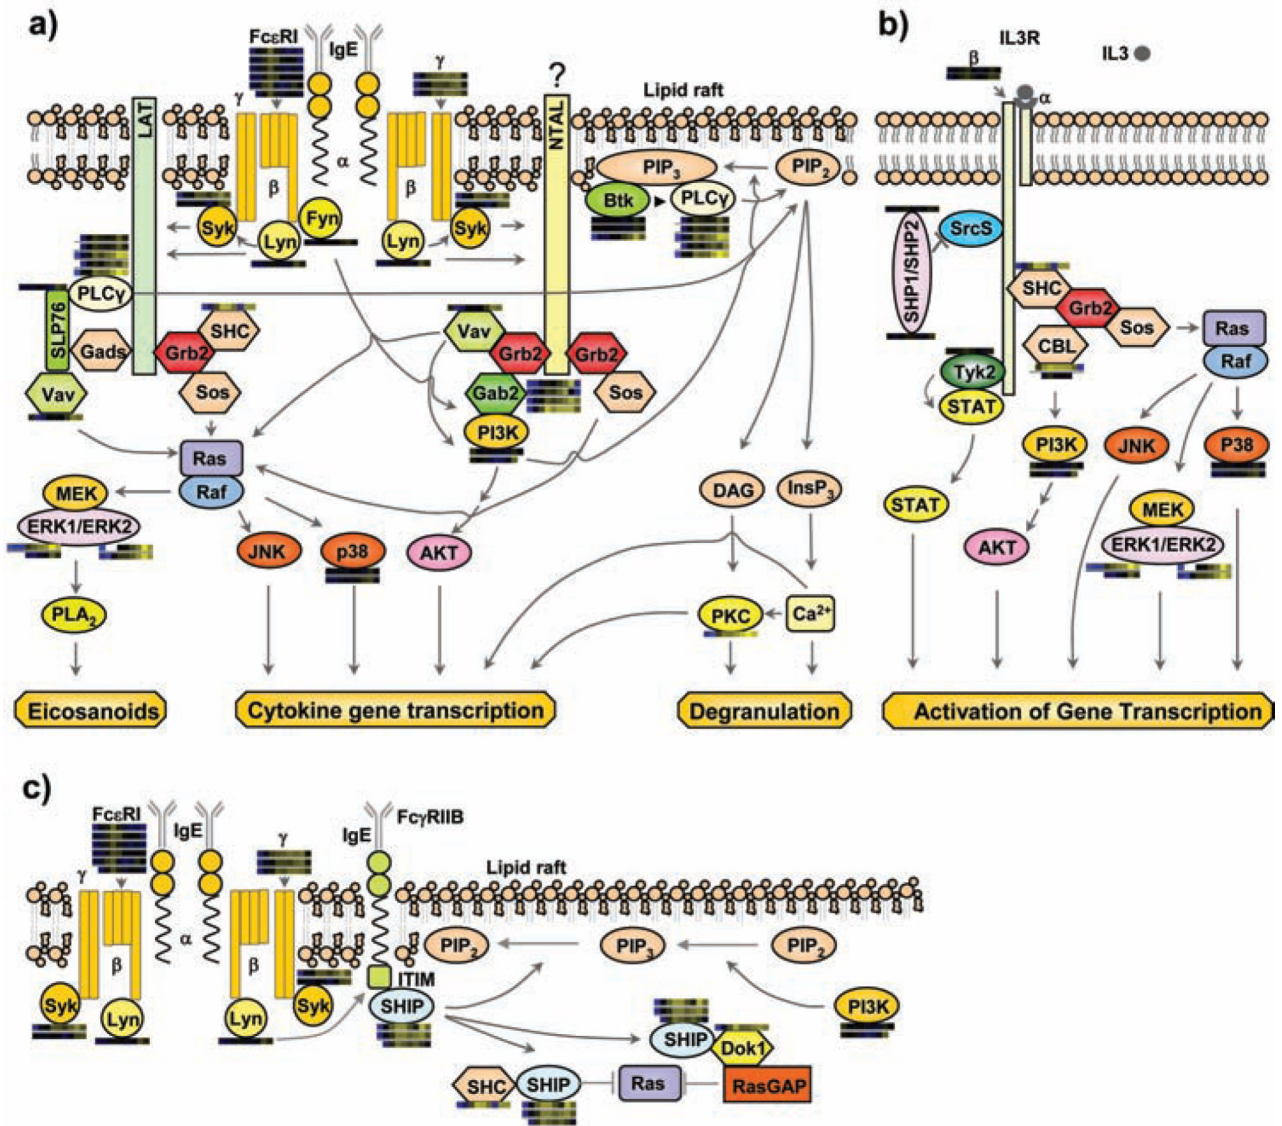 a)
FcεRI
IgE
γ
γ
?
LAT
NTAL
Lipid raft
α
β
β
PIP3
PIP2
Btk
PLCγ
Syk
Lyn
Fyn
Lyn
Syk
PLCγ
SLP76
Gads
Vav
Grb2
SHC
Sos
Vav
Grb2
Grb2
Gab2
Sos
PI3K
Ras
Raf
MEK
ERK1/ERK2
JNK
p38
AKT
DAG
InsP3
PLA2
PKC
Ca2+
Eicosanoids
Cytokine gene transcription
Degranulation
b)
IL3R
IL3
β
α
SHP1/SHP2
SrcS
SHC
Grb2
Sos
CBL
Ras
Raf
Tyk2
STAT
PI3K
JNK
P38
STAT
AKT
MEK
ERK1/ERK2
Activation of Gene Transcription
c)
FcεRI
IgE
γ
γ
IgE
FcγRIIB
Lipid raft
α
β
β
PIP2
PIP3
PIP2
ITIM
Syk
Lyn
Lyn
Syk
SHIP
PI3K
SHIP
Dok1
SHC
SHIP
Ras
RasGAP